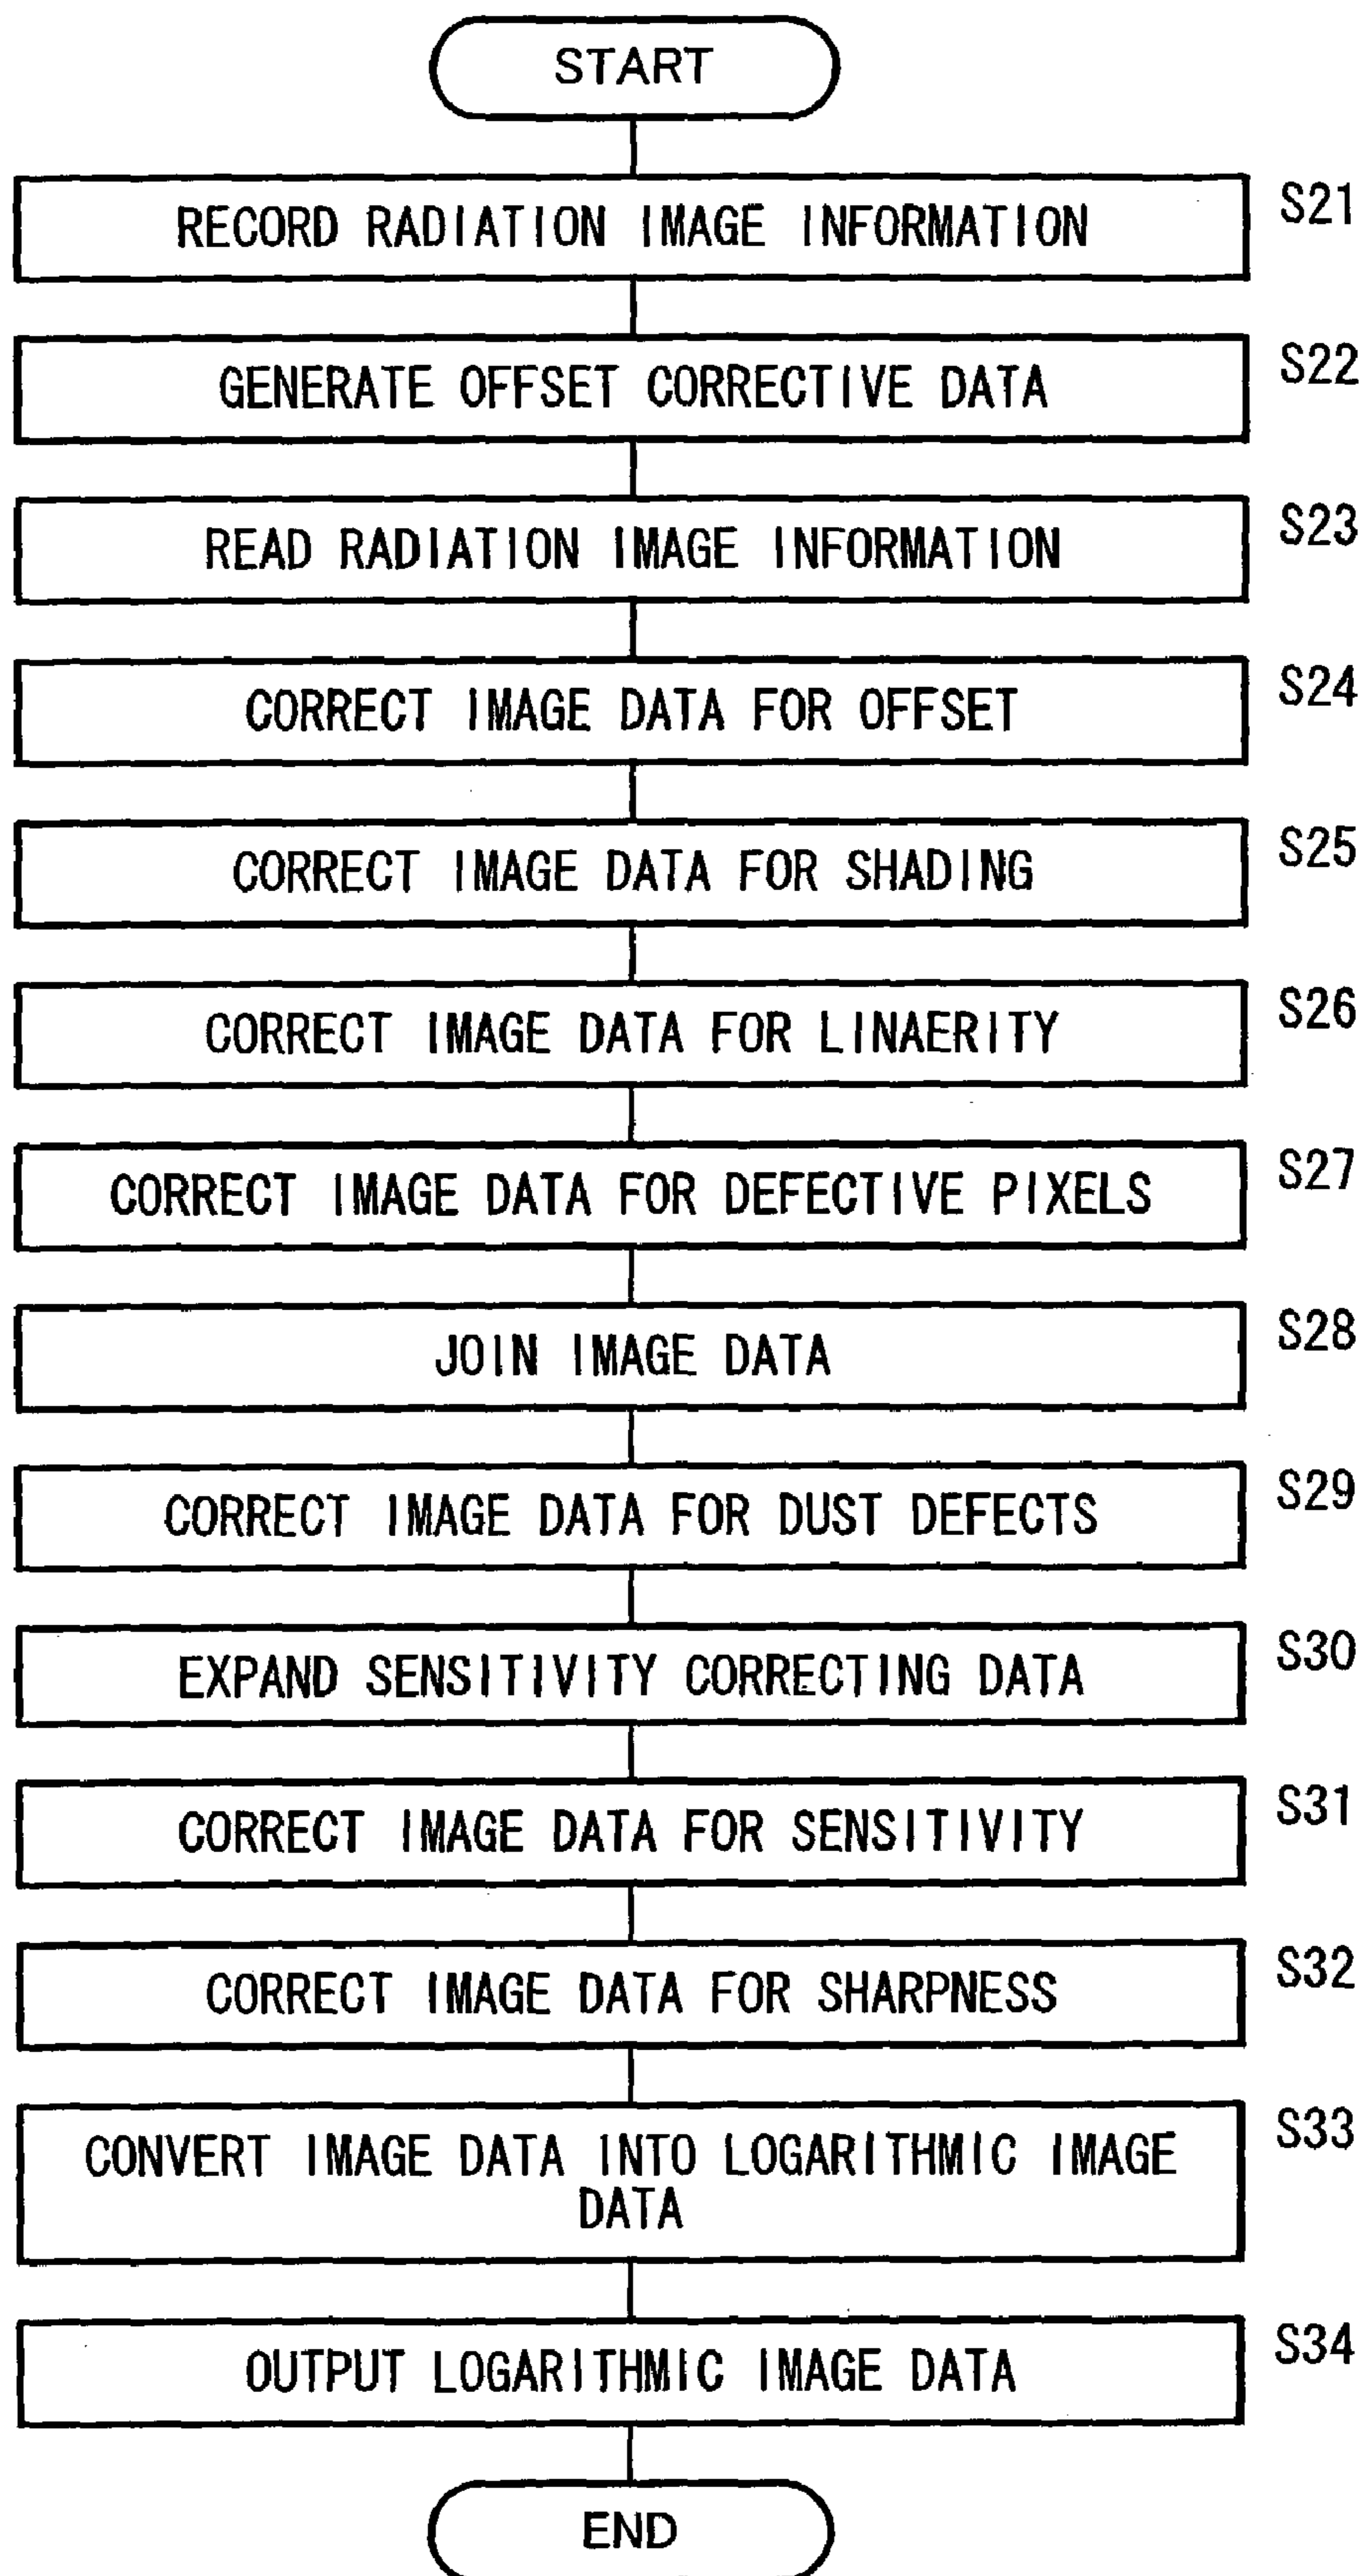 START
RECORD RADIATION IMAGE INFORMATION S21
GENERATE OFFSET CORRECTIVE DATA S22
READ RADIATION IMAGE INFORMATION S23
CORRECT IMAGE DATA FOR OFFSET S24
CORRECT IMAGE DATA FOR SHADING S25
CORRECT IMAGE DATA FOR LINAERITY S26
CORRECT IMAGE DATA FOR DEFECTIVE PIXELS S27
JOIN IMAGE DATA S28
CORRECT IMAGE DATA FOR DUST DEFECTS S29
EXPAND SENSITIVITY CORRECTING DATA S30
CORRECT IMAGE DATA FOR SENSITIVITY S31
CORRECT IMAGE DATA FOR SHARPNESS S32
CONVERT IMAGE DATA INTO LOGARITHMIC IMAGE S33
DATA
OUTPUT LOGARITHMIC IMAGE DATA S34
END